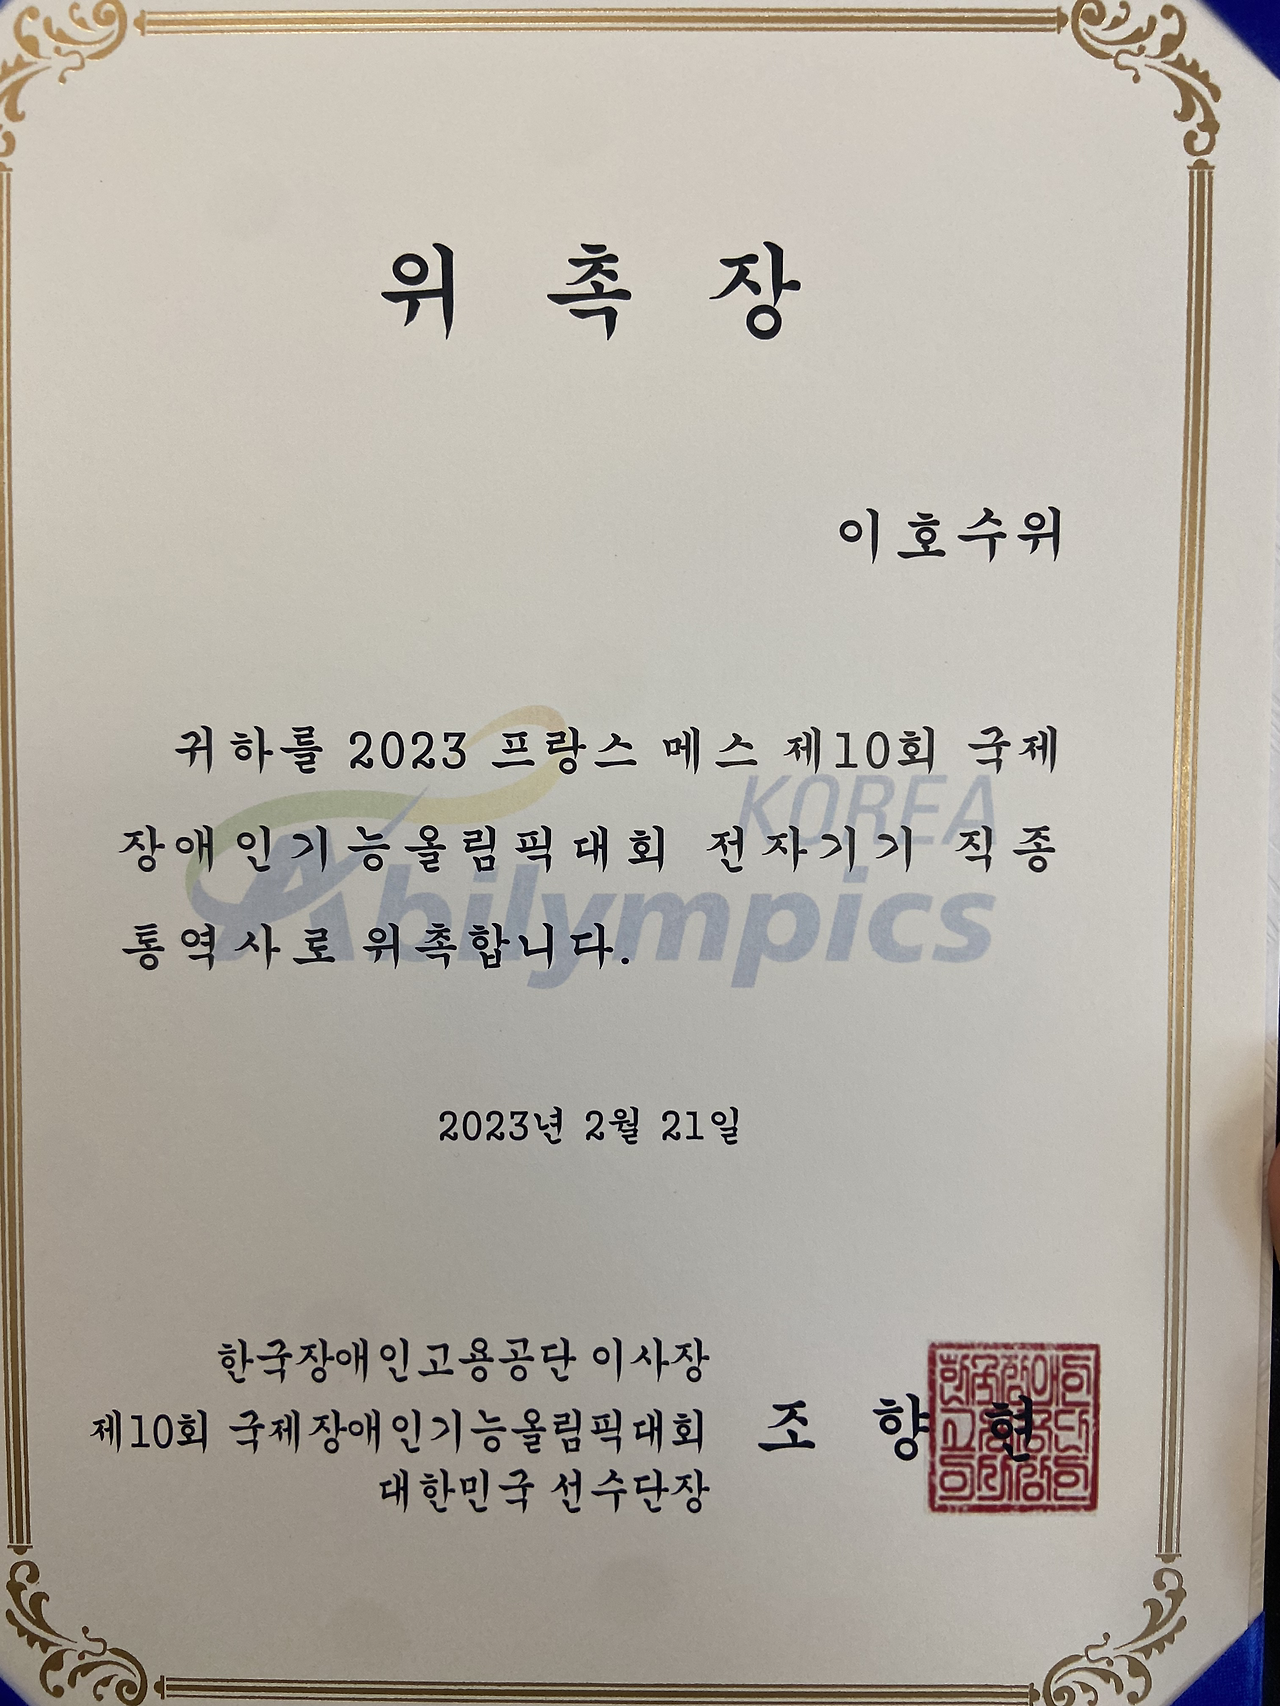 위 촉 장
이호수위
귀하를 2023 프랑스 메스 제10회 국제
장애인기능올림픽대회 전자기기 직종
통역사로 위촉합니다.
KOREA
Abilympics
2023년 2월 21일
한국장애인고용공단 이사장
제10회 국제장애인기능올림픽대회
대한민국 선수단장
조 향 현